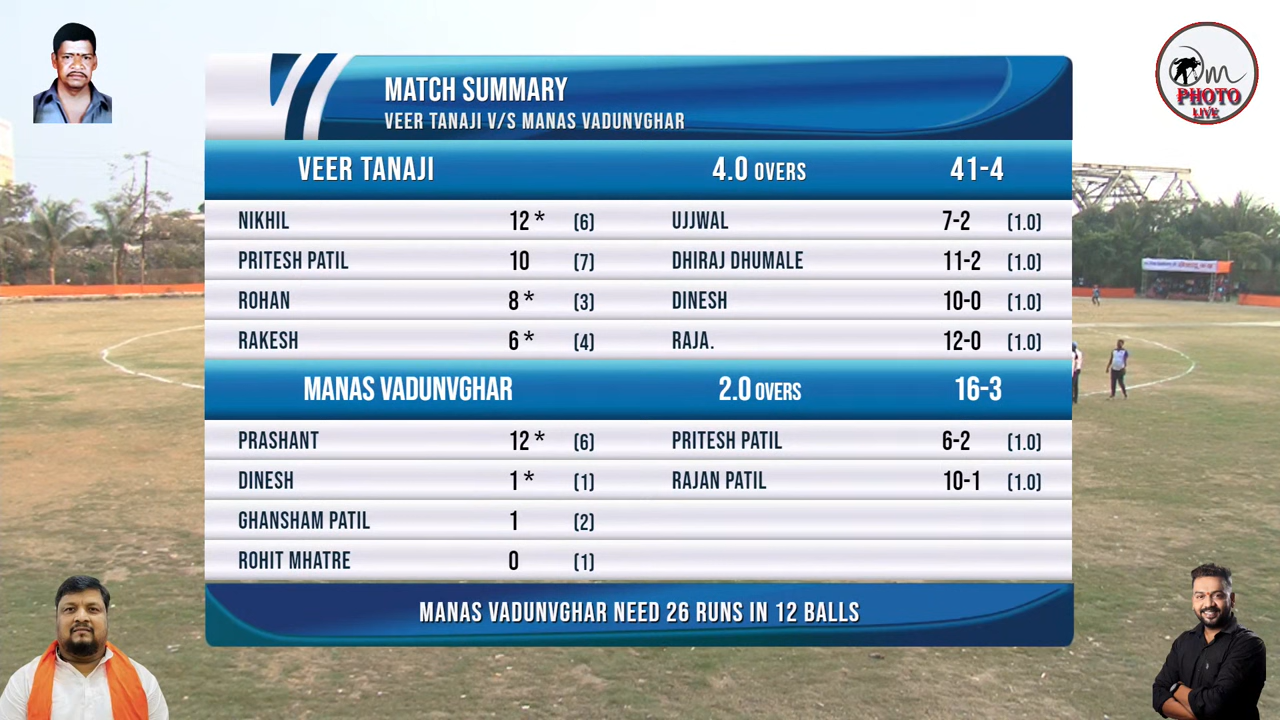 MATCH SUMMARY
VEER TANAJI V/S MANAS VADUNVGHAR
VEER TANAJI 4.0 OVERS 41-4
NIKHIL 12 * (6) UJJWAL 7-2 (1.0)
PRITESH PATIL 10 (7) DHIRAJ DHUMALE 11-2 (1.0)
ROHAN 8 * (3) DINESH 10-0 (1.0)
RAKESH 6 * (4) RAJA. 12-0 (1.0)
MANAS VADUNVGHAR 2.0 OVERS 16-3
PRASHANT 12 * (6) PRITESH PATIL 6-2 (1.0)
DINESH 1 * (1) RAJAN PATIL 10-1 (1.0)
GHANSHAM PATIL 1 (2)
ROHIT MHATRE 0 (1)
MANAS VADUNVGHAR NEED 26 RUNS IN 12 BALLS
Om
PHOTO
LIVE